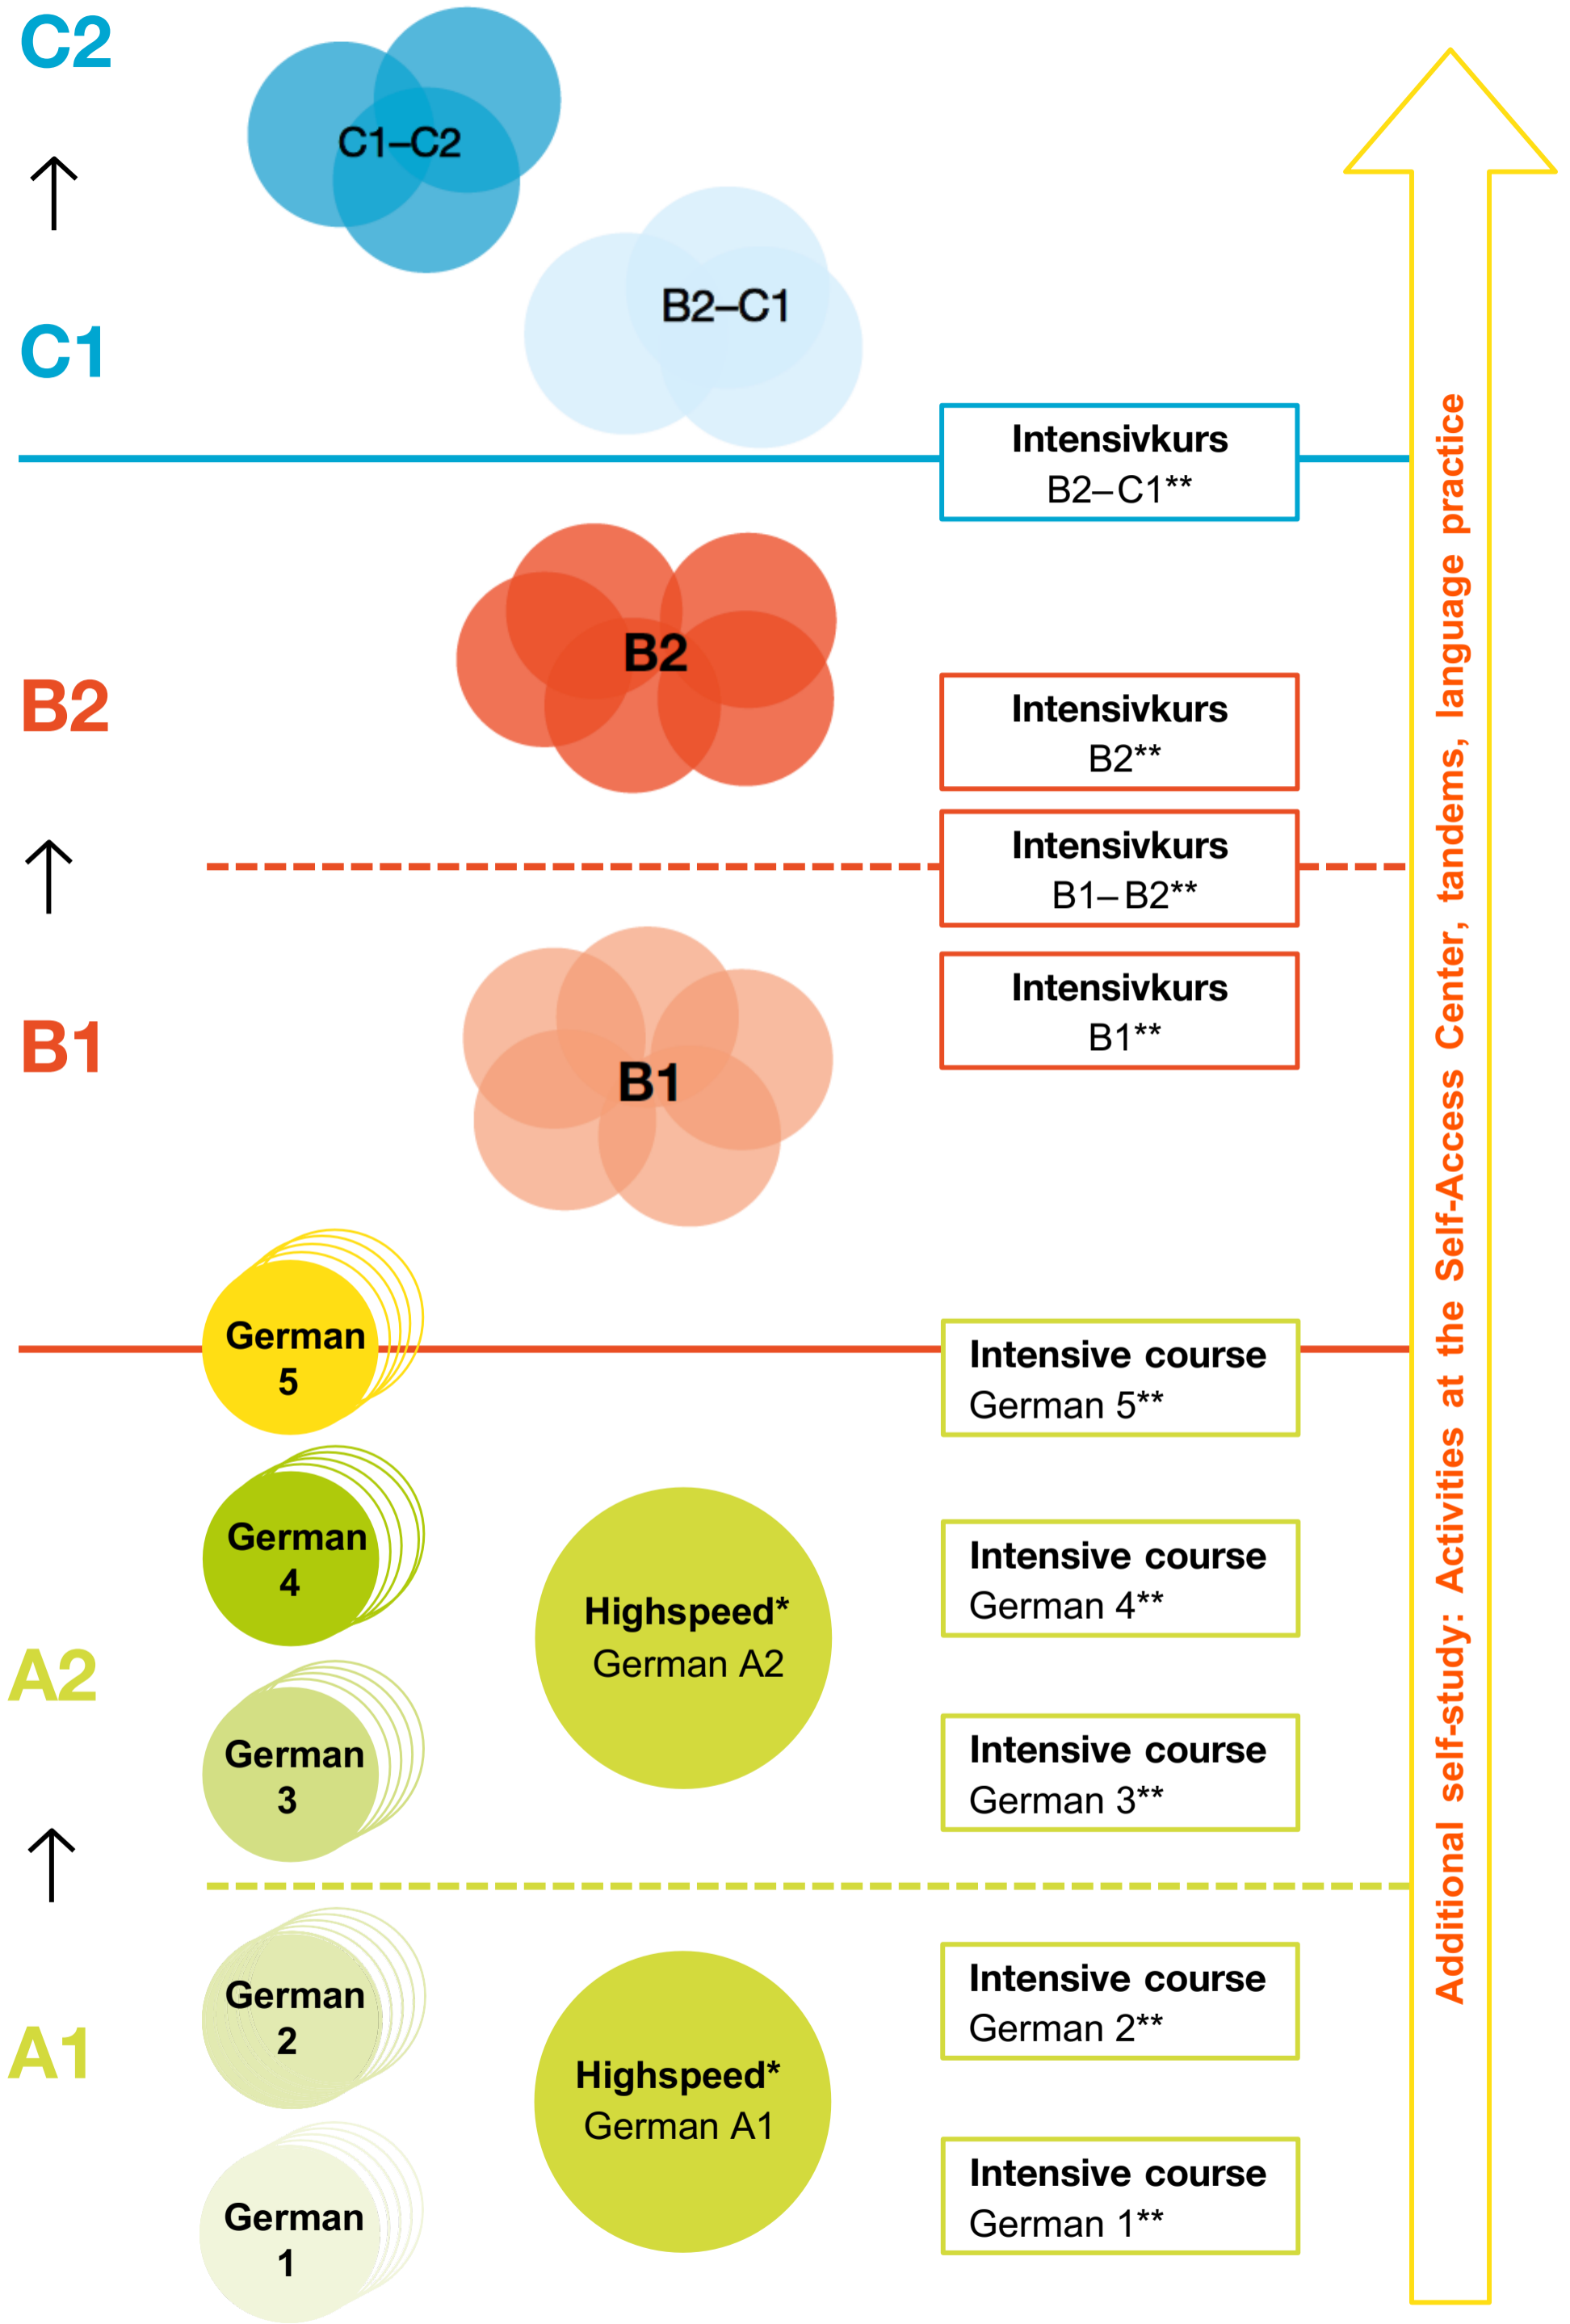 C2
C1–C2
B2–C1
C1
Intensivkurs
B2–C1**
B2
B2
Intensivkurs
B2**
Intensivkurs
B1–B2**
Intensivkurs
B1**
B1
B1
German
5
Intensive course
German 5**
German
4
Highspeed*
German A2
Intensive course
German 4**
A2
German
3
Intensive course
German 3**
German
2
Intensive course
German 2**
A1
Highspeed*
German A1
German
1
Intensive course
German 1**
Additional self-study: Activities at the Self-Access Center, tandems, language practice